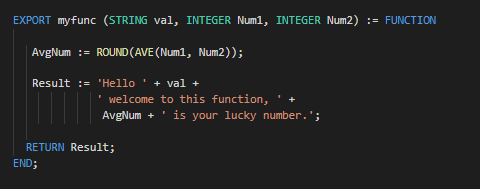 EXPORT myfunc (STRING val, INTEGER Num1, INTEGER Num2) := FUNCTION
AvgNum := ROUND(AVE(Num1, Num2));
Result := 'Hello ' + val +
' welcome to this function, ' +
AvgNum + ' is your lucky number.';
RETURN Result;
END;